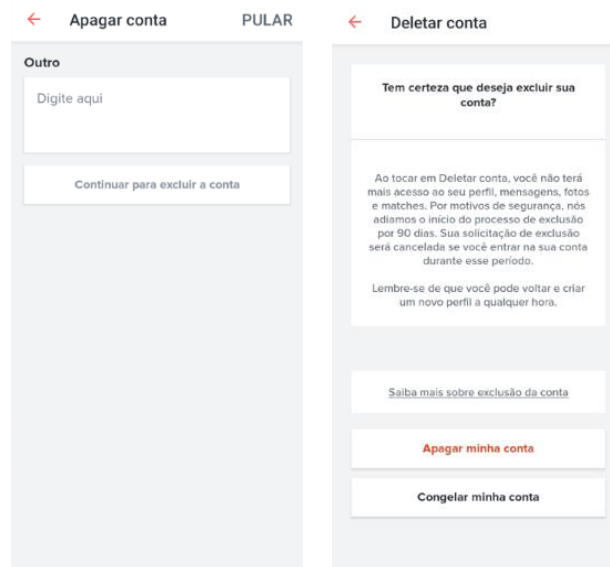 Apagar conta
PULAR
Outro
Digite aqui
Continuar para excluir a conta
Deletar conta
Tem certeza que deseja excluir sua
conta?
Ao tocar em Deletar conta, você não terá
mais acesso ao seu perfil, mensagens, fotos
e matches. Por motivos de segurança, nós
adiamos o início do processo de exclusão
por 90 dias. Sua solicitação de exclusão
será cancelada se você entrar na sua conta
durante esse período.
Lembre-se de que você pode voltar e criar
um novo perfil a qualquer hora.
Saiba mais sobre exclusão da conta
Apagar minha conta
Congelar minha conta